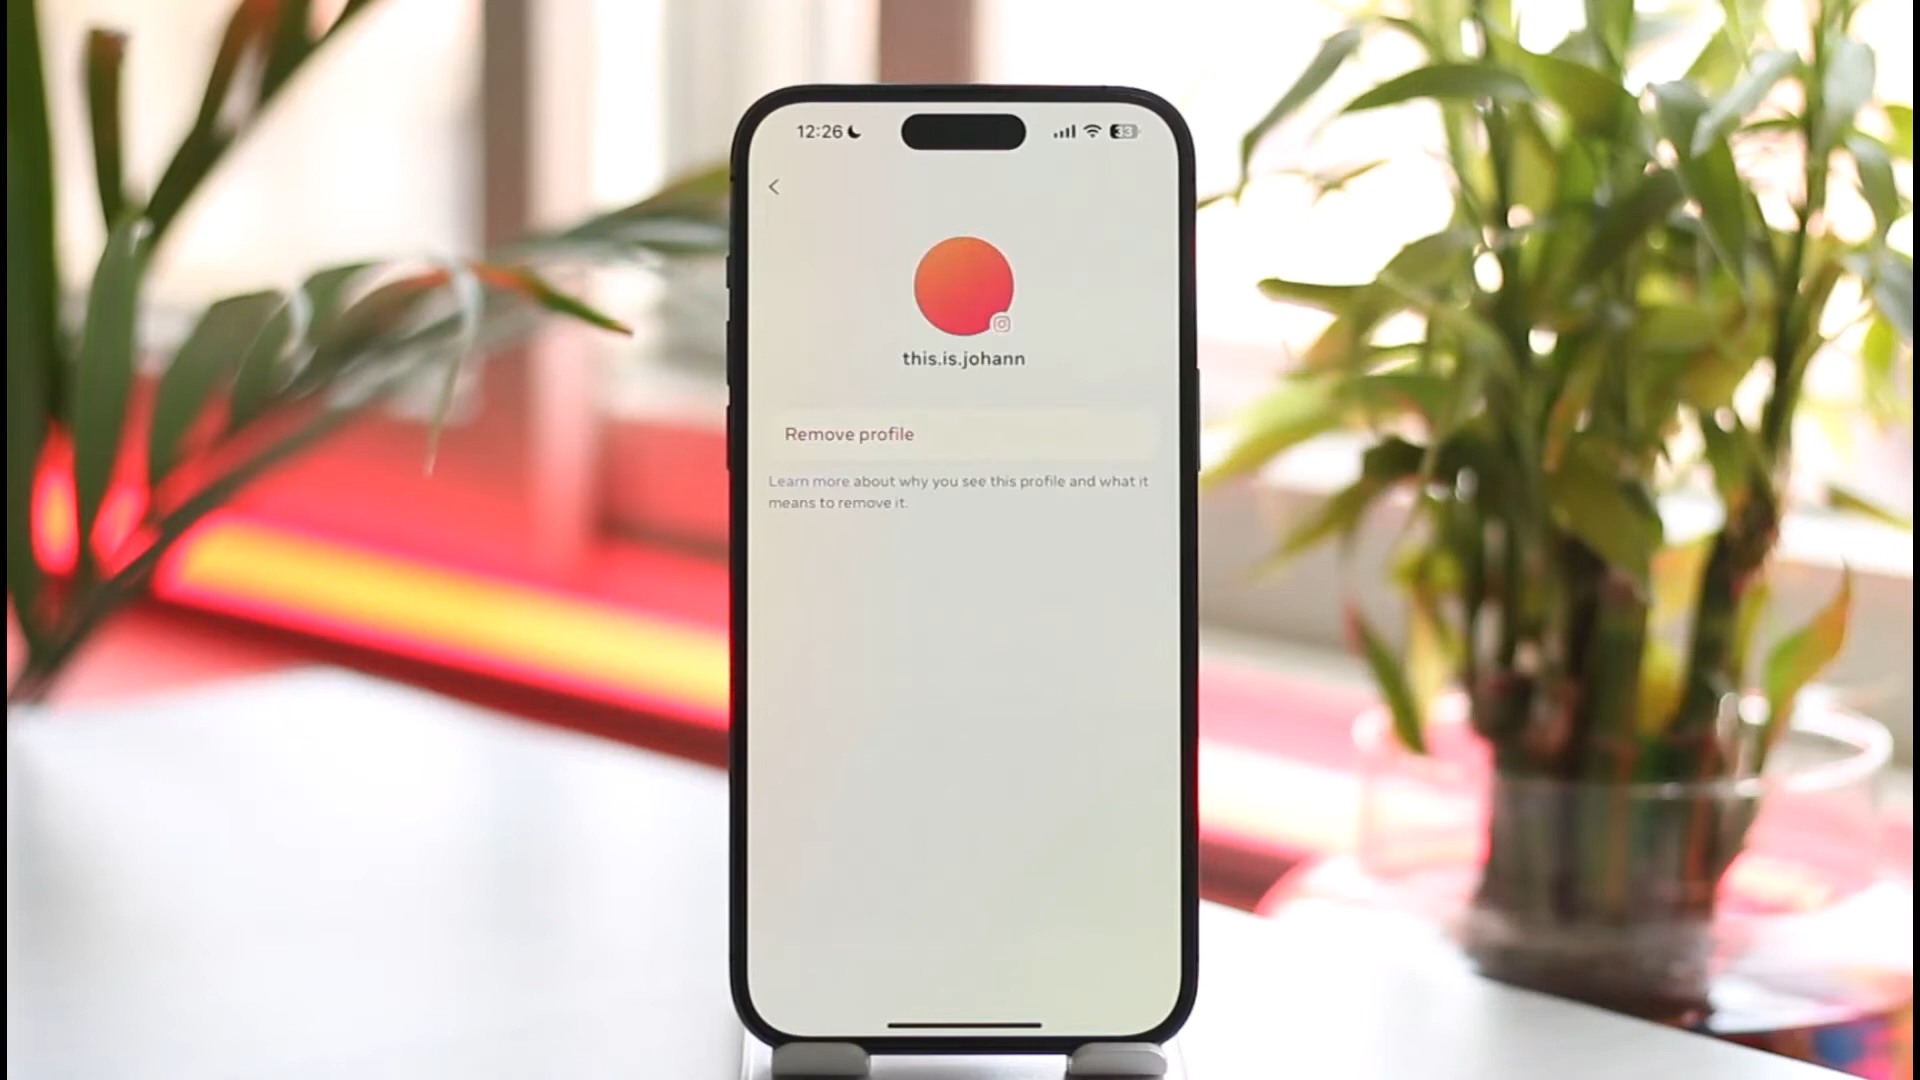 12:26
33
this.is.johann
Remove profile
Learn more about why you see this profile and what it
means to remove it.